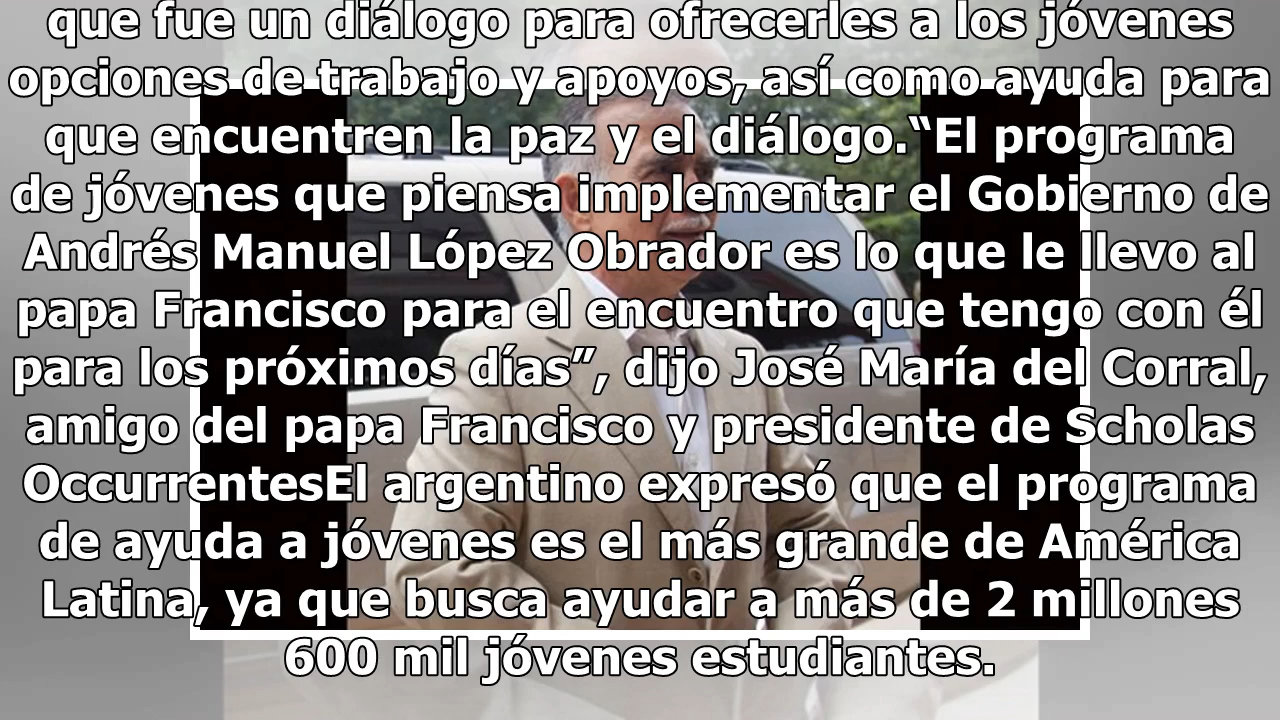 que fue un diálogo para ofrecerles a los jóvenes
opciones de trabajo y apoyos, así como ayuda para
que encuentren la paz y el diálogo.“El programa
de jóvenes que piensa implementar el Gobierno de
Andrés Manuel López Obrador es lo que le llevo al
papa Francisco para el encuentro que tengo con él
para los próximos días”, dijo José María del Corral,
amigo del papa Francisco y presidente de Scholas
OccurrentesEl argentino expresó que el programa
de ayuda a jóvenes es el más grande de América
Latina, ya que busca ayudar a más de 2 millones
600 mil jóvenes estudiantes.